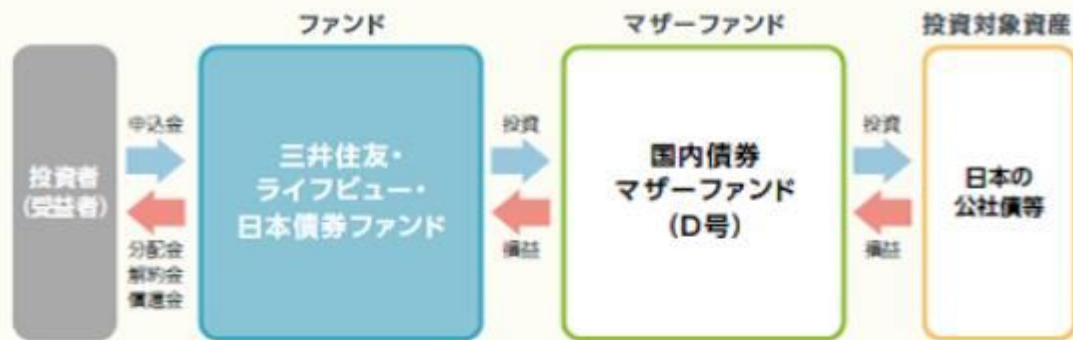 ファンド
マザーファンド
投資対象資産
投資者
(受益者)
申込金
分配金
解約金
償還金
三井住友・
ライフビュー・
日本債券ファンド
投資
損益
国内債券
マザーファンド
(D号)
投資
損益
日本の
公社債等